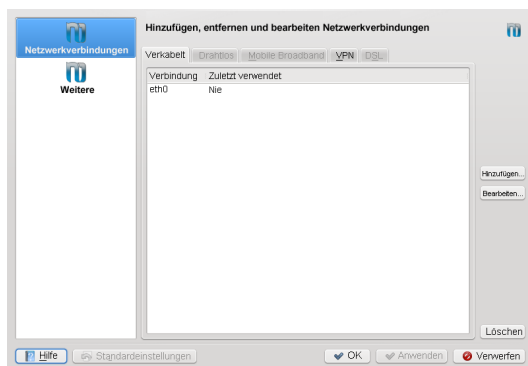 Hinzufügen, entfernen und bearbeiten Netzwerkverbindungen
Netzwerkverbindungen
Weitere
Verkabelt Drahtlos Mobile Broadband VPN DSL
Verbindung Zuletzt verwendet
eth0 Nie
Hinzufügen...
Bearbeiten...
Löschen
Hilfe Standardeinstellungen OK Anwenden Verwerfen